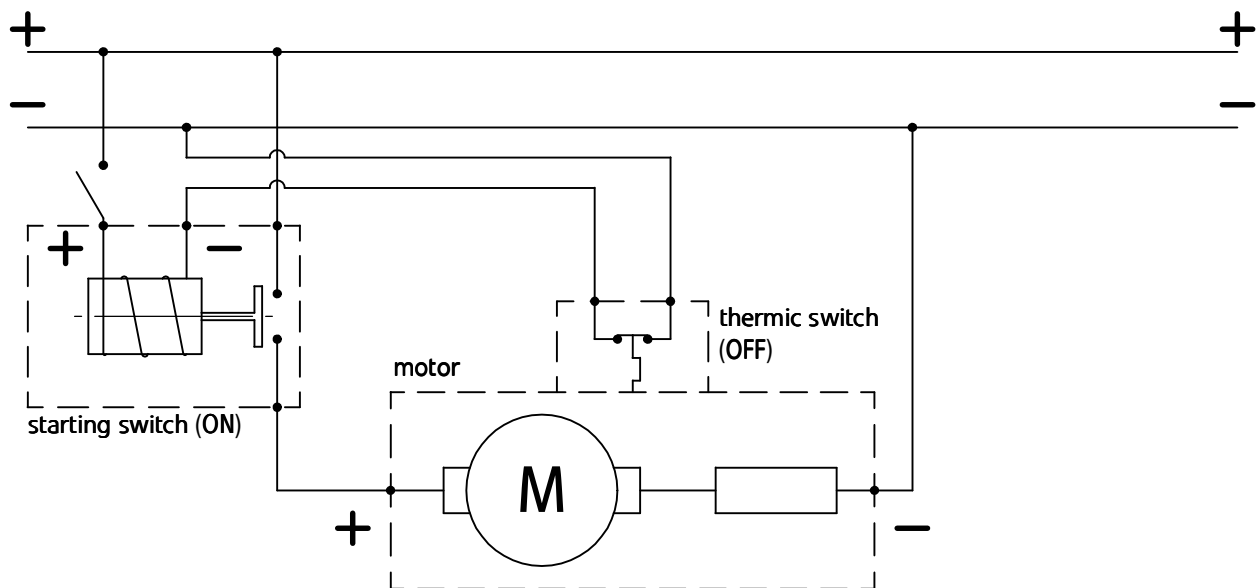 + +
− −
+ −
thermic switch
(OFF)
motor
starting switch (ON)
M
+ −